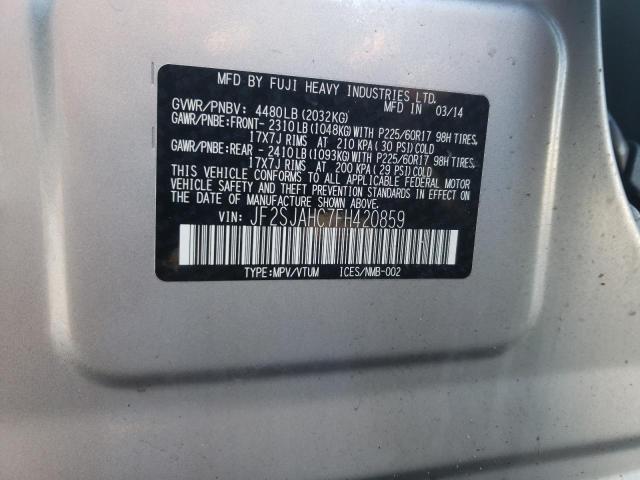 MFD BY FUJI HEAVY INDUSTRIES LTD.
GVWR/PNBV: 4480LB(2032KG) MFD IN 03/14
GAWR/PNBE:FRONT- 2310LB(1048KG)WITH P225/60R17 98H TIRES,
17X7J RIMS AT 210 KPA(30 PSI)COLD
GAWR/PNBE:REAR - 2410LB(1093KG)WITH P225/60R17 98H TIRES,
17X7J RIMS AT 200 KPA(29 PSI)COLD
THIS VEHICLE CONFORMS TO ALL APPLICABLE FEDERAL MOTOR
VEHICLE SAFETY AND THEFT PREVENTION STANDARDS IN EFFECT ON
THE DATE OF MANUFACTURE SHOWN ABOVE.
VIN: JF2SJAHC7FH420859
TYPE:MPV/VTUM ICES/NMB-002